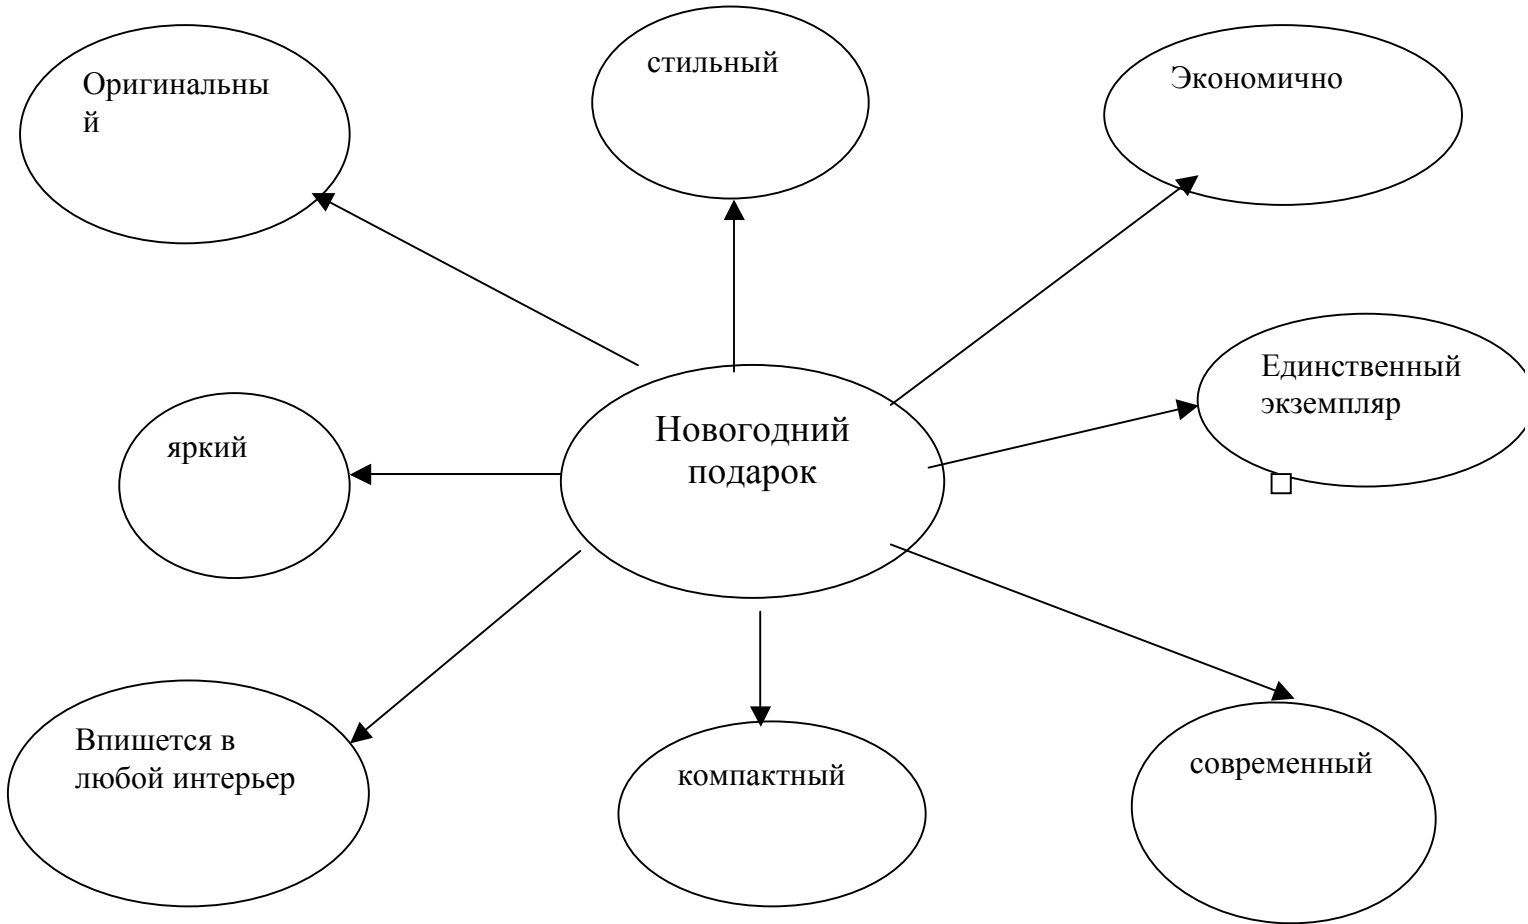 Оригинальны
й
стильный
Экономично
Единственный
экземпляр
Новогодний
подарок
яркий
Впишется в
любой интерьер
компактный
современный